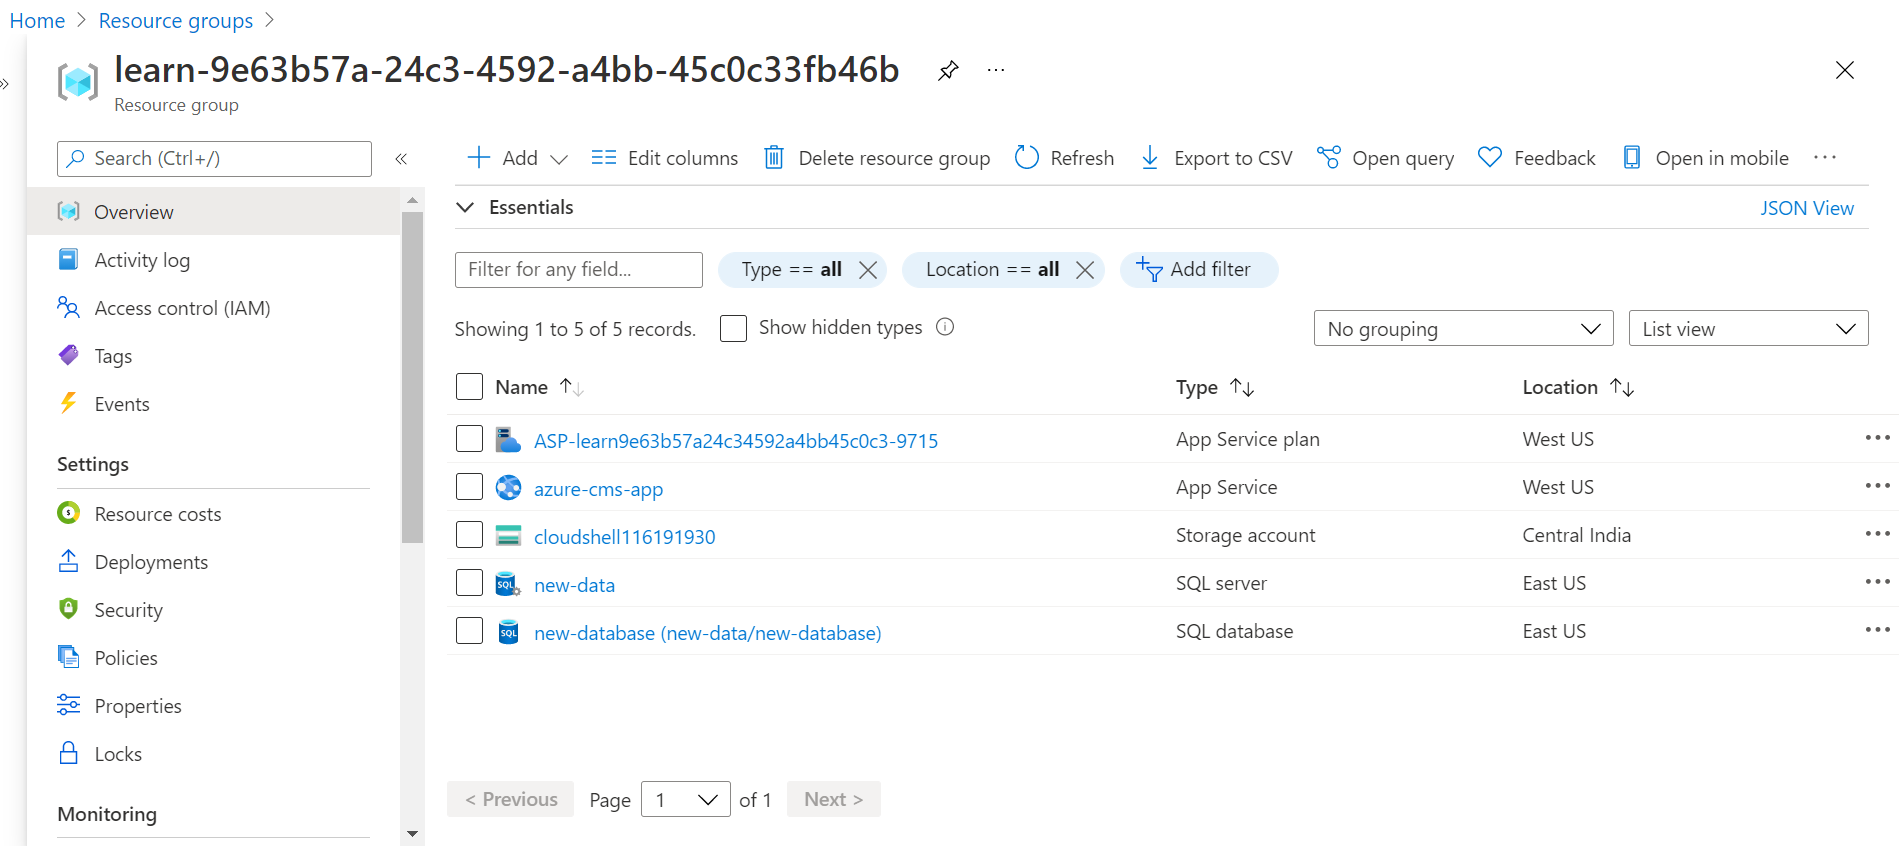 Home > Resource groups >
learn-9e63b57a-24c3-4592-a4bb-45c0c33fb46b
Resource group
Search (Ctrl+/)
Overview
Activity log
Access control (IAM)
Tags
Events
Settings
Resource costs
Deployments
Security
Policies
Properties
Locks
Monitoring
Add Edit columns Delete resource group Refresh Export to CSV Open query Feedback Open in mobile ...
Essentials JSON View
Filter for any field... Type == all Location == all Add filter
Showing 1 to 5 of 5 records. Show hidden types No grouping List view
Name Type Location
ASP-learn9e63b57a24c34592a4bb45c0c3-9715 App Service plan West US
azure-cms-app App Service West US
cloudshell116191930 Storage account Central India
SQL new-data SQL server East US
SQL new-database (new-data/new-database) SQL database East US
< Previous Page 1 of 1 Next >